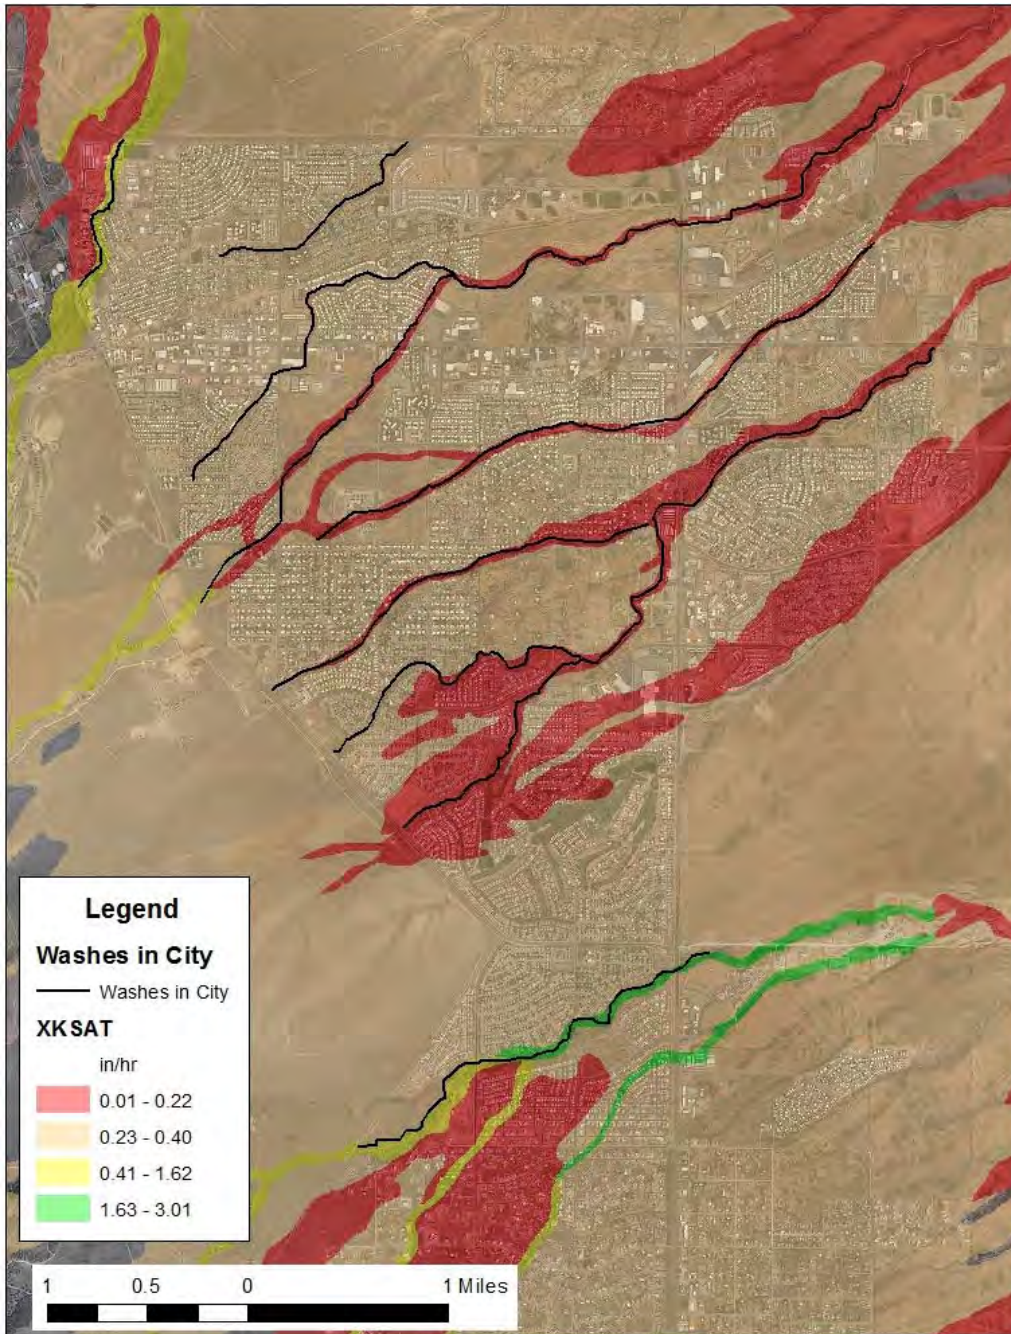 Legend
Washes in City
Washes in City
XKSAT
in/hr
0.01 - 0.22
0.23 - 0.40
0.41 - 1.62
1.63 - 3.01
1 0.5 0 1 Miles